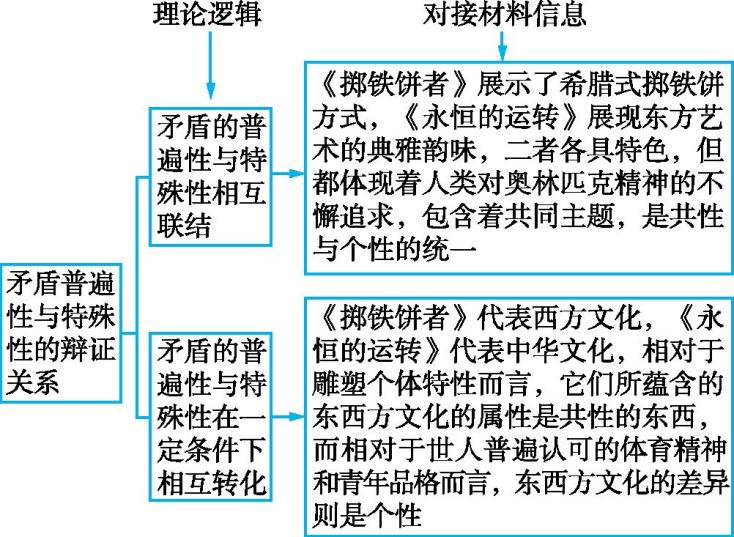 理论逻辑
对接材料信息
矛盾的普
遍性与特
殊性相互
联结
《掷铁饼者》展示了希腊式掷铁饼
方式，《永恒的运转》展现东方艺
术的典雅韵味，二者各具特色，但
都体现着人类对奥林匹克精神的不
懈追求，包含着共同主题，是共性
与个性的统一
矛盾普遍
性与特殊
性的辩证
关系
矛盾的普
遍性与特
殊性在一
定条件下
相互转化
《掷铁饼者》代表西方文化，《永
恒的运转》代表中华文化，相对于
雕塑个体特性而言，它们所蕴含的
东西方文化的属性是共性的东西，
而相对于世人普遍认可的体育精神
和青年品格而言，东西方文化的差异
则是个性